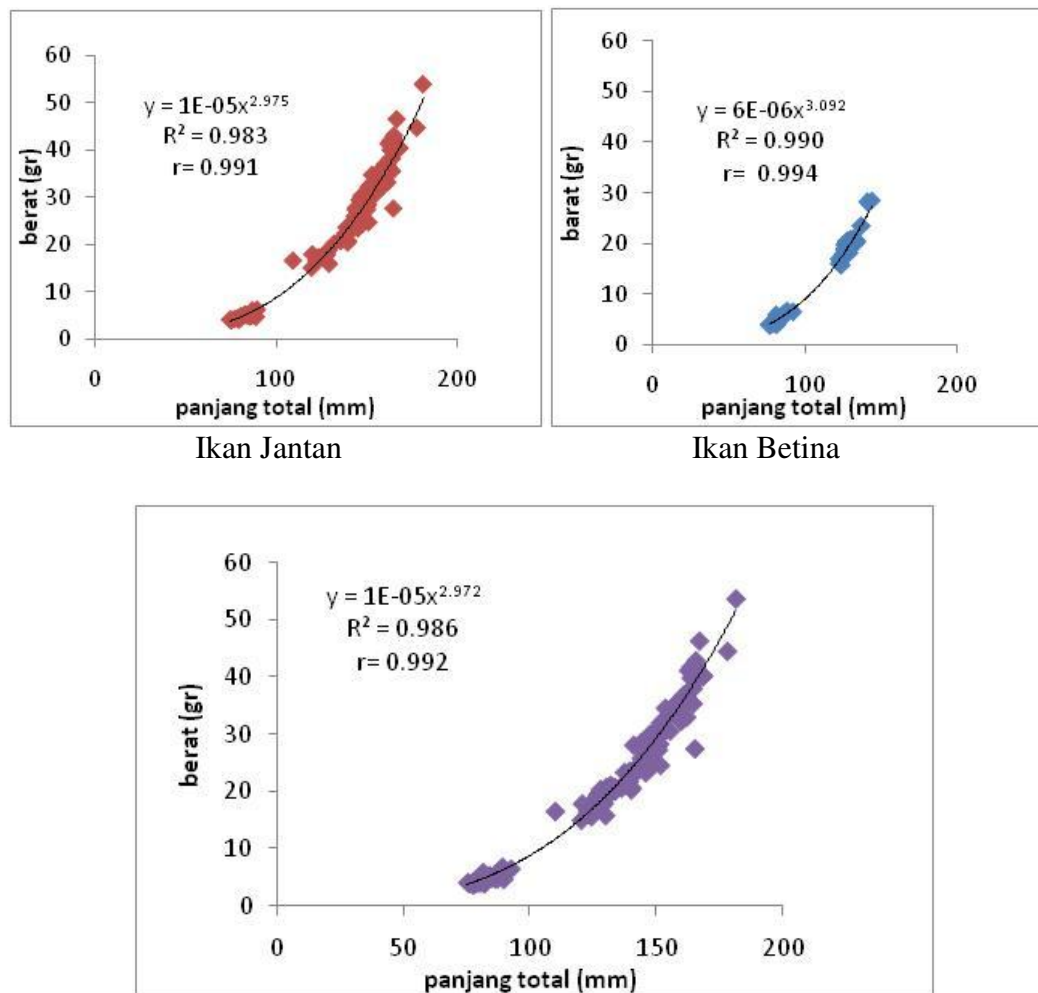 60
50
40
30
20
10
0
berat (gr)
y = 1E-05x^2.975
R² = 0.983
r= 0.991
0 100 200
panjang total (mm)
Ikan Jantan
60
50
40
30
20
10
0
barat (gr)
y = 6E-06x^3.092
R² = 0.990
r= 0.994
0 100 200
panjang total (mm)
Ikan Betina
60
50
40
30
20
10
0
berat (gr)
y = 1E-05x^2.972
R² = 0.986
r= 0.992
0 50 100 150 200
panjang total (mm)